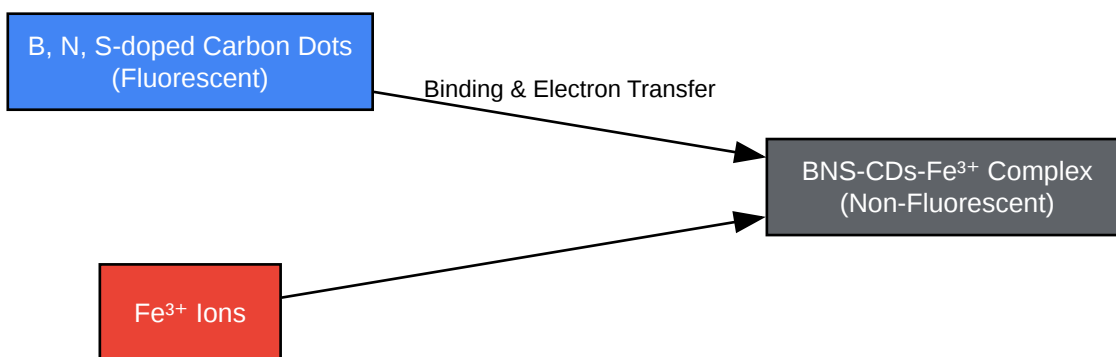 B, N, S-doped Carbon Dots
(Fluorescent)
Binding & Electron Transfer
BNS-CDs-Fe³⁺ Complex
(Non-Fluorescent)
Fe³⁺ Ions